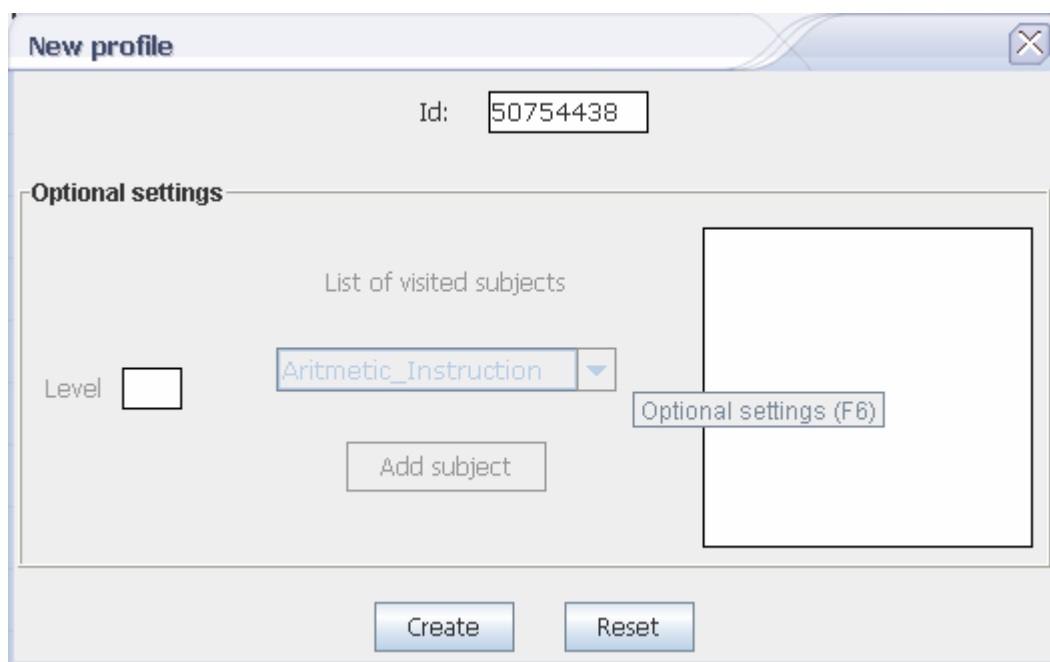 New profile
Id: 50754438
Optional settings
List of visited subjects
Level
Aritmetic_Instruction
Optional settings (F6)
Add subject
Create Reset